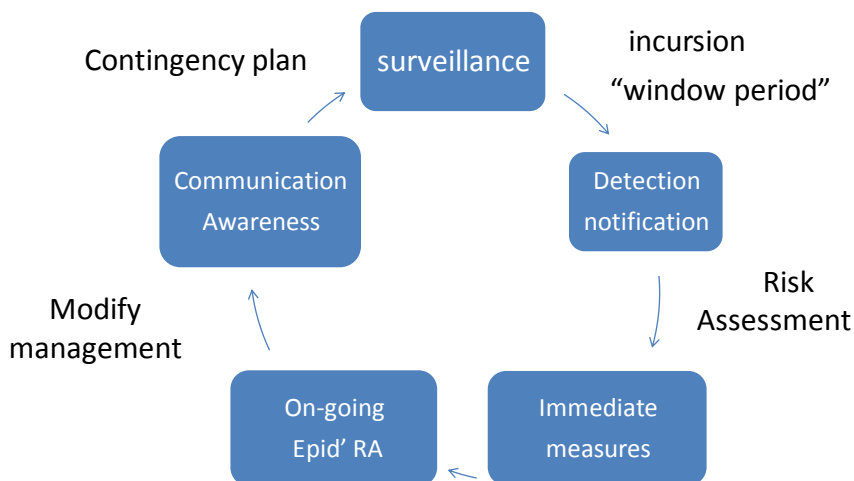 Contingency plan
surveillance
incursion
“window period”
Communication
Awareness
Detection
notification
Risk
Assessment
Modify
management
On-going
Epid’ RA
Immediate
measures